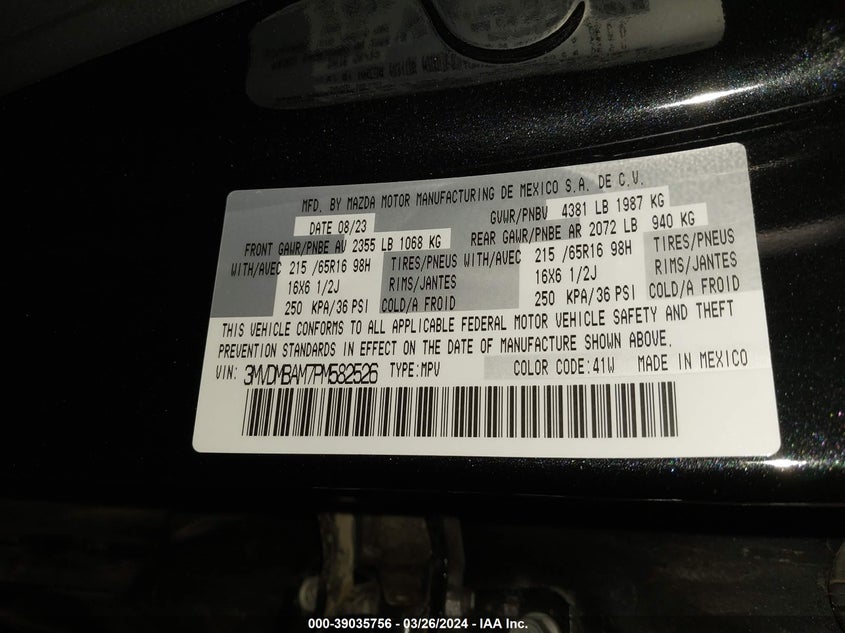 MFD. BY MAZDA MOTOR MANUFACTURING DE MEXICO S.A. DE C.V.
DATE 08/23 GVWR/PNBV 4381 LB 1987 KG
FRONT GAWR/PNBE AV 2355 LB 1068 KG REAR GAWR/PNBE AR 2072 LB 940 KG
WITH/AVEC 215 /65R16 98H TIRES/PNEUS WITH/AVEC 215 /65R16 98H TIRES/PNEUS
16X6 1/2J RIMS/JANTES 16X6 1/2J RIMS/JANTES
250 KPA/36 PSI COLD/A FROID 250 KPA/36 PSI COLD/A FROID
THIS VEHICLE CONFORMS TO ALL APPLICABLE FEDERAL MOTOR VEHICLE SAFETY AND THEFT
PREVENTION STANDARDS IN EFFECT ON THE DATE OF MANUFACTURE SHOWN ABOVE.
VIN: 3MVDMBAM7PM582526 TYPE:MPV COLOR CODE:41W MADE IN MEXICO
000-39035756 - 03/26/2024 - IAA Inc.